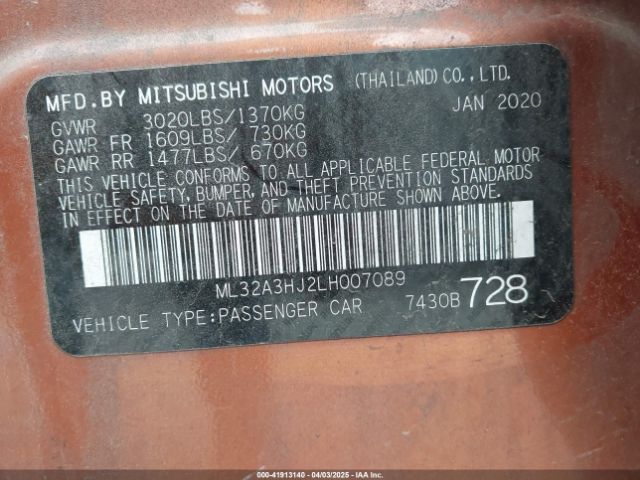 MFD.BY MITSUBISHI MOTORS (THAILAND)CO.,LTD.
GVWR 3020LBS/1370KG JAN 2020
GAWR FR 1609LBS/ 730KG
GAWR RR 1477LBS/ 670KG
THIS VEHICLE CONFORMS TO ALL APPLICABLE FEDERAL MOTOR
VEHICLE SAFETY, BUMPER, AND THEFT PREVENTION STANDARDS
IN EFFECT ON THE DATE OF MANUFACTURE SHOWN ABOVE.
ML32A3HJ2LH007089
VEHICLE TYPE:PASSENGER CAR 7430B 728
000-41913140 - 04/03/2025 - IAA Inc.